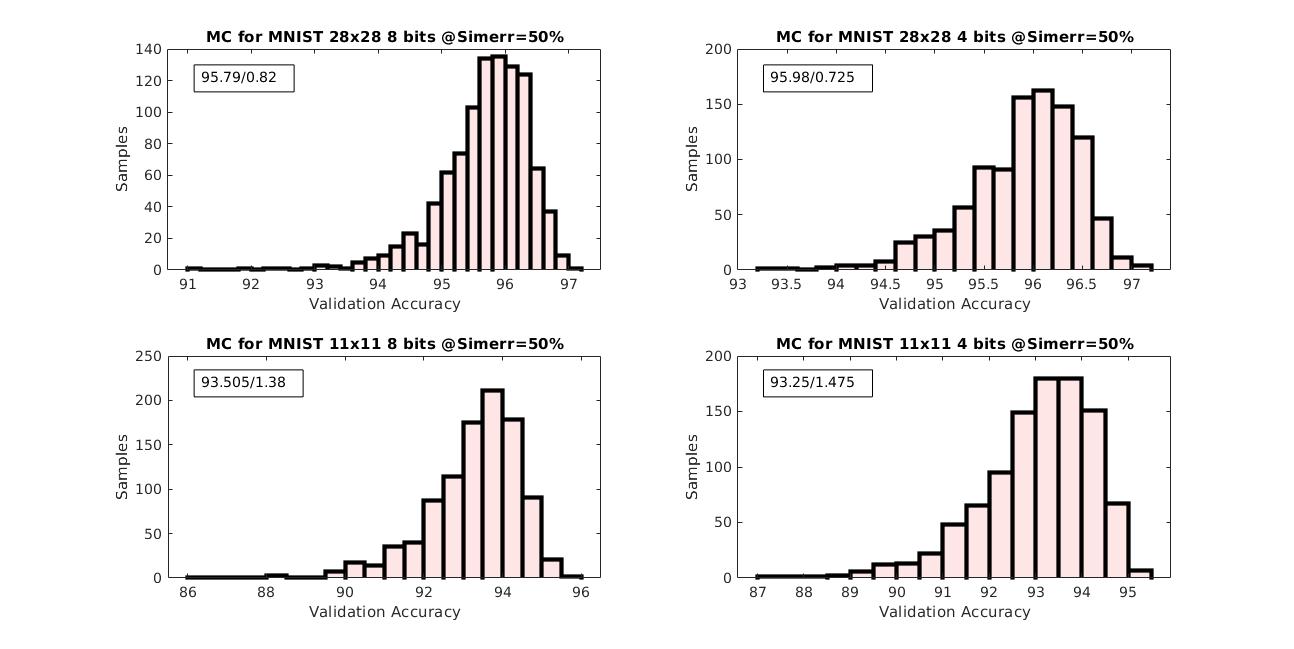 MC for MNIST 28x28 8 bits @Simerr=50%
140
120
100
80
60
40
20
0
Samples
95.79/0.82
91 92 93 94 95 96 97
Validation Accuracy
MC for MNIST 28x28 4 bits @Simerr=50%
200
150
100
50
0
Samples
95.98/0.725
93 93.5 94 94.5 95 95.5 96 96.5 97
Validation Accuracy
MC for MNIST 11x11 8 bits @Simerr=50%
250
200
150
100
50
0
Samples
93.505/1.38
86 88 90 92 94 96
Validation Accuracy
MC for MNIST 11x11 4 bits @Simerr=50%
200
150
100
50
0
Samples
93.25/1.475
87 88 89 90 91 92 93 94 95
Validation Accuracy